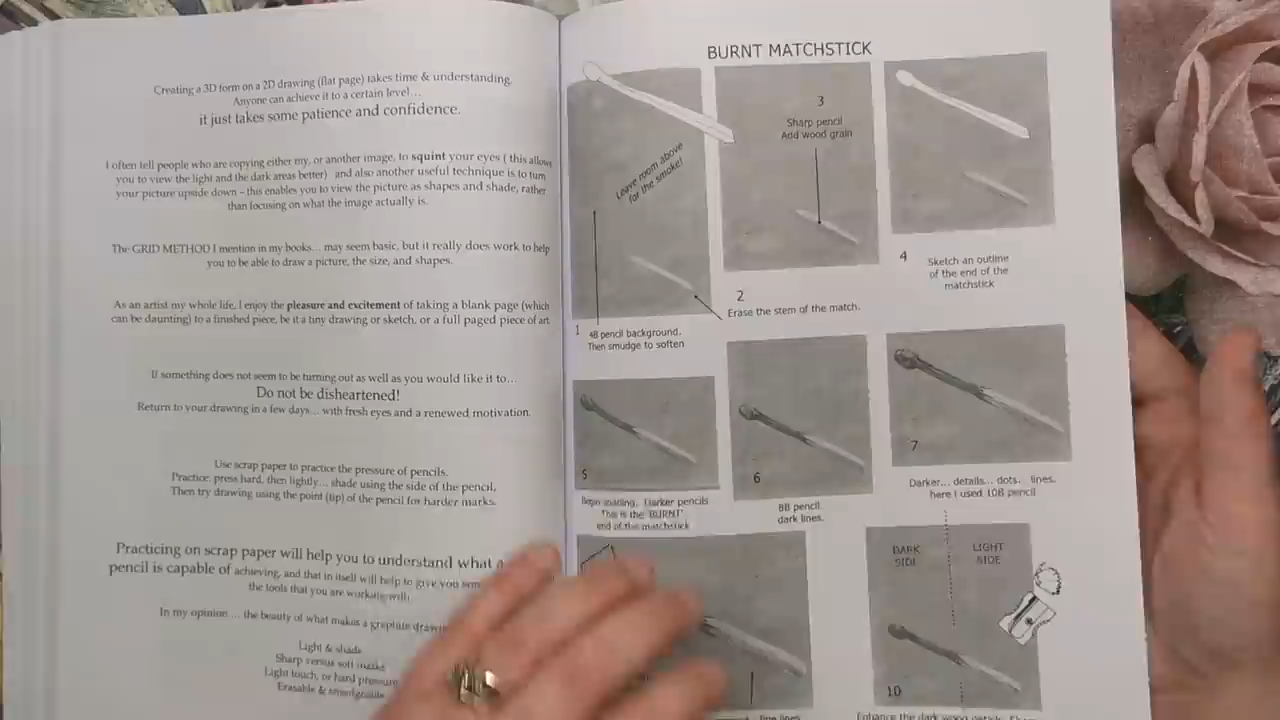 Creating a 3D form on a 2D drawing (flat page) takes time & understanding.
Anyone can achieve it to a certain level...
it just takes some patience and confidence.
I often tell people who are copying either my, or another image, to squint your eyes ( this allows
you to view the light and the dark areas better) and also another useful technique is to turn
your picture upside down – this enables you to view the picture as shapes and shade, rather
than focusing on what the image actually is.
The GRID METHOD I mention in my books... may seem basic, but it really does work to help
you to be able to draw a picture, the size, and shapes.
As an artist my whole life, I enjoy the pleasure and excitement of taking a blank page (which
can be daunting) to a finished piece, be it a tiny drawing or sketch, or a full paged piece of art
If something does not seem to be turning out as well as you would like it to...
Do not be disheartened!
Return to your drawing in a few days... with fresh eyes and a renewed motivation.
Use scrap paper to practice the pressure of pencils.
Practice, press hard, then lightly... shade using the side of the pencil,
Then try drawing using the point (tip) of the pencil for harder marks.
Practicing on scrap paper will help you to understand what a
pencil is capable of achieving, and that in itself will help to give you
the tools that you are working with
In my opinion.... the beauty of what makes a graphite
Light & shade
Sharp versus soft marks
Light touch, or hard pressure
Erasable &
BURNT MATCHSTICK
Leave room above
for the smoke!
1 4B pencil background.
Then smudge to soften
2
Erase the stem of the match.
3
Sharp pencil
Add wood grain
4 Sketch an outline
of the end of the
matchstick
5
Begin shading. Darker pencils
This is the 'BURNT'
end of the matchstick
6
8B pencil
dark lines.
7
Darker... details... dots. lines.
here I used 10B pencil
fine lines
DARK
SIDE
LIGHT
SIDE
10
Enhance the dark wood